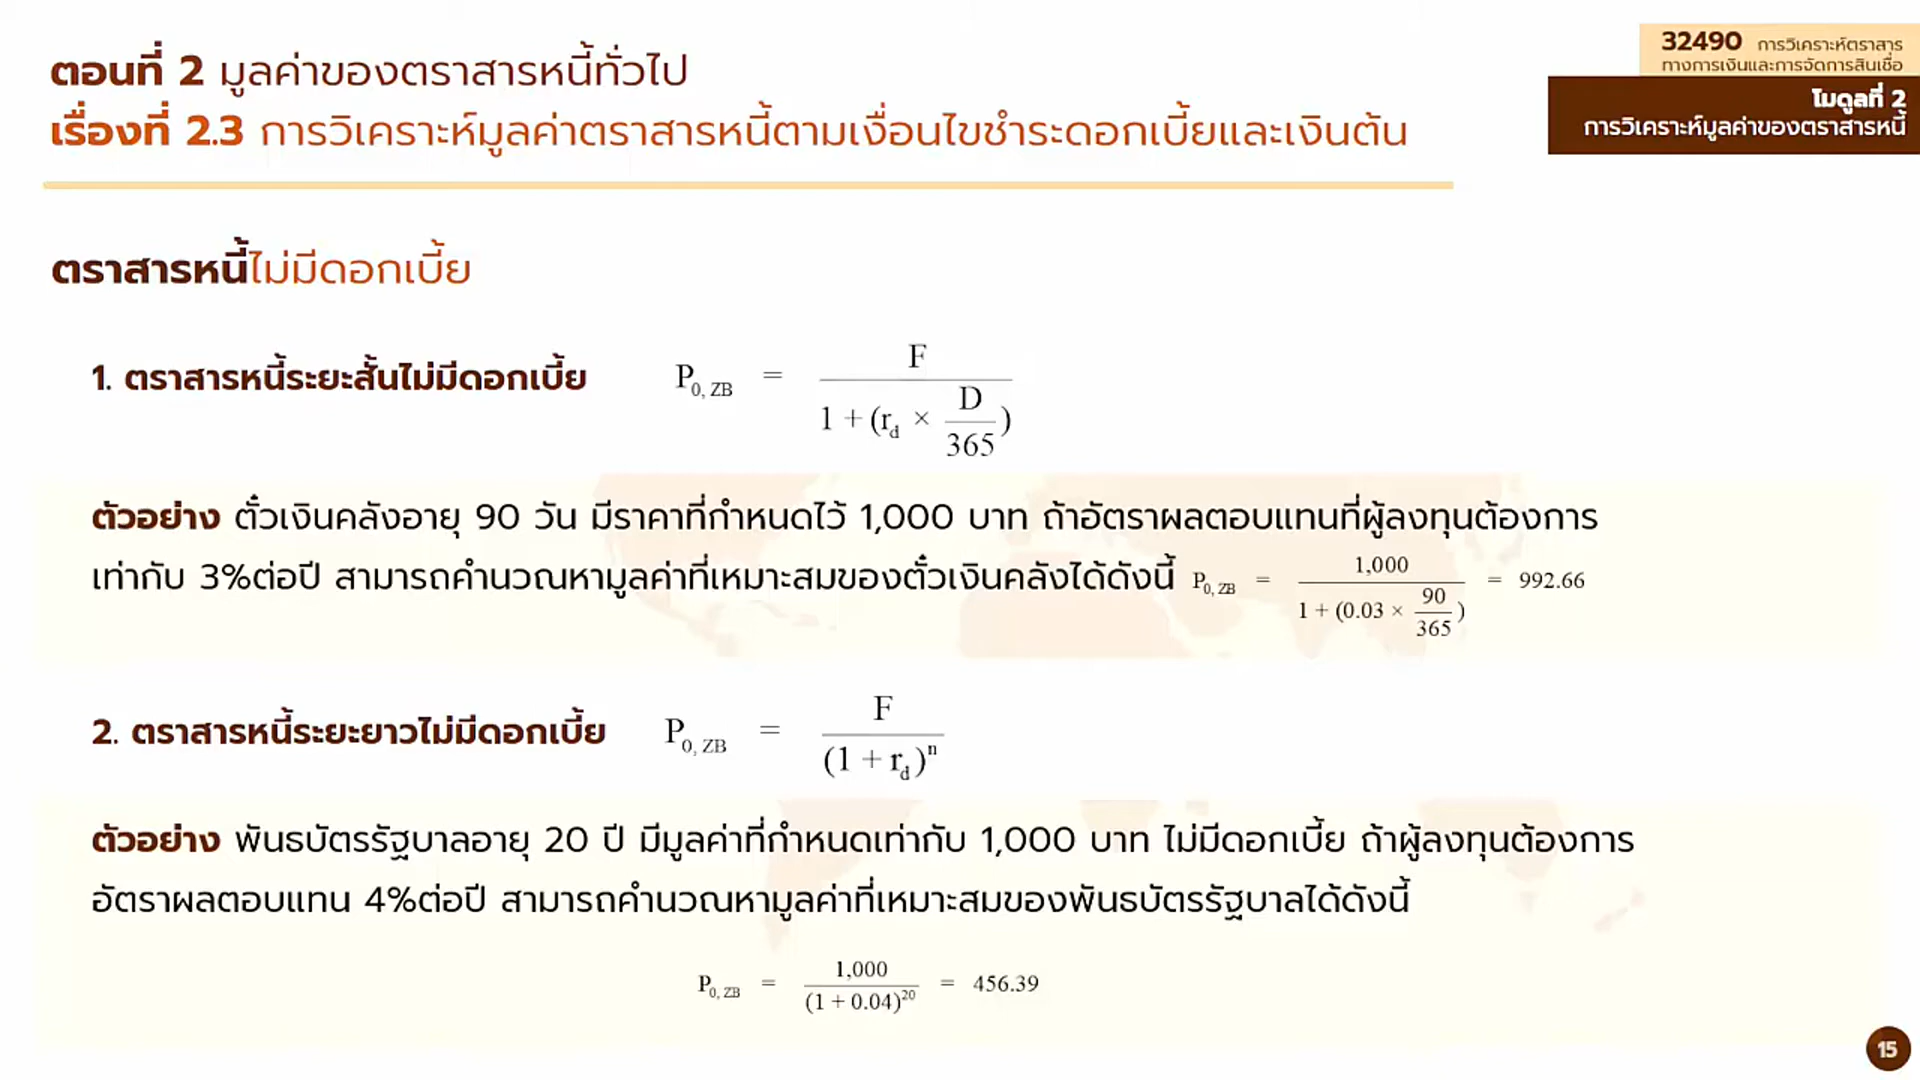 ตอนที่ 2 มูลค่าของตราสารหนี้ทั่วไป
เรื่องที่ 2.3 การวิเคราะห์มูลค่าตราสารหนี้ตามเงื่อนไขชำระดอกเบี้ยและเงินต้น
32490 การวิเคราะห์ตราสาร
ทางการเงินและการจัดการสินเชื่อ
โมดูลที่ 2
การวิเคราะห์มูลค่าของตราสารหนี้
ตราสารหนี้ไม่มีดอกเบี้ย
1. ตราสารหนี้ระยะสั้นไม่มีดอกเบี้ย P0, ZB = F / (1 + (rd × D/365))
ตัวอย่าง ตั๋วเงินคลังอายุ 90 วัน มีราคาที่กำหนดไว้ 1,000 บาท ถ้าอัตราผลตอบแทนที่ผู้ลงทุนต้องการ
เท่ากับ 3%ต่อปี สามารถคำนวณหามูลค่าที่เหมาะสมของตั๋วเงินคลังได้ดังนี้ P0, ZB = 1,000 / (1 + (0.03 × 90/365)) = 992.66
2. ตราสารหนี้ระยะยาวไม่มีดอกเบี้ย P0, ZB = F / (1 + rd)^n
ตัวอย่าง พันธบัตรรัฐบาลอายุ 20 ปี มีมูลค่าที่กำหนดเท่ากับ 1,000 บาท ไม่มีดอกเบี้ย ถ้าผู้ลงทุนต้องการ
อัตราผลตอบแทน 4%ต่อปี สามารถคำนวณหามูลค่าที่เหมาะสมของพันธบัตรรัฐบาลได้ดังนี้
P0, ZB = 1,000 / (1 + 0.04)^20 = 456.39
15